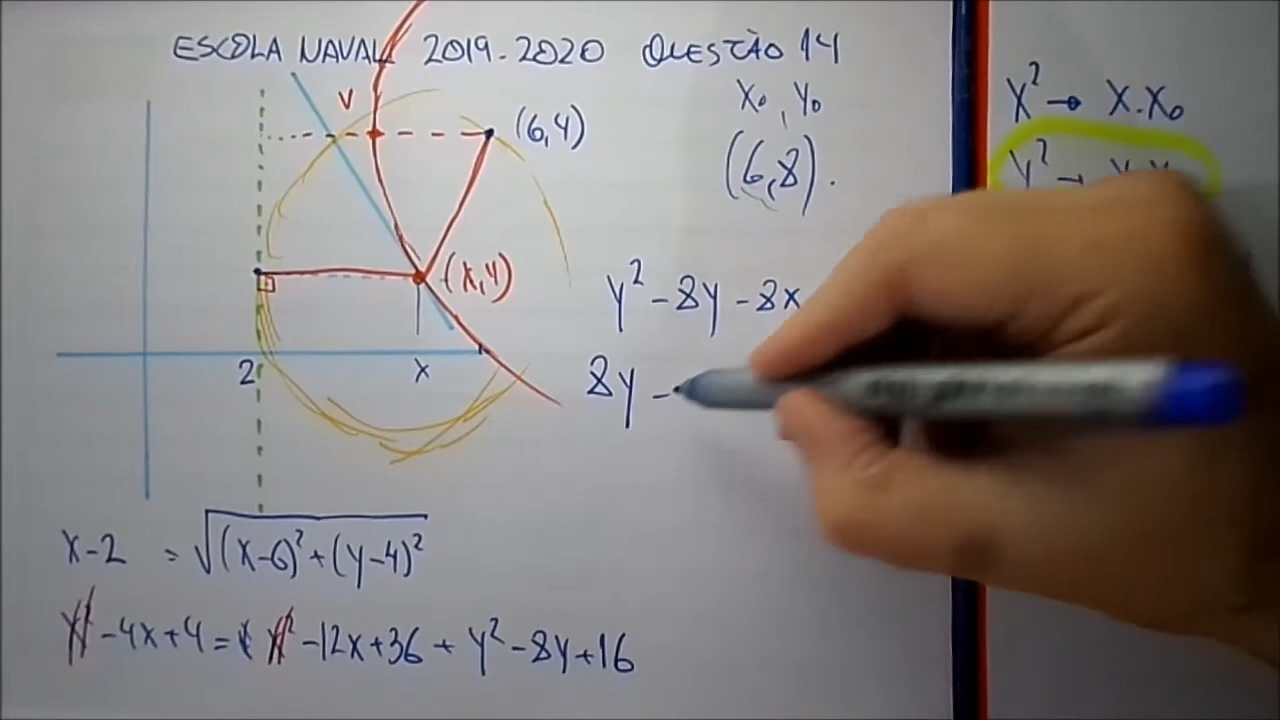 ESCOLA NAVAL 2019-2020 QUESTÃO 14
X₀, Y₀
(6,8).
X² → X.X₀
Y² →
V
(6,4)
(X,Y)
2
X
Y² - 8Y - 8X
8Y -
X-2 = √(X-6)² + (Y-4)²
X² - 4X + 4 = X² - 12X + 36 + Y² - 8Y + 16